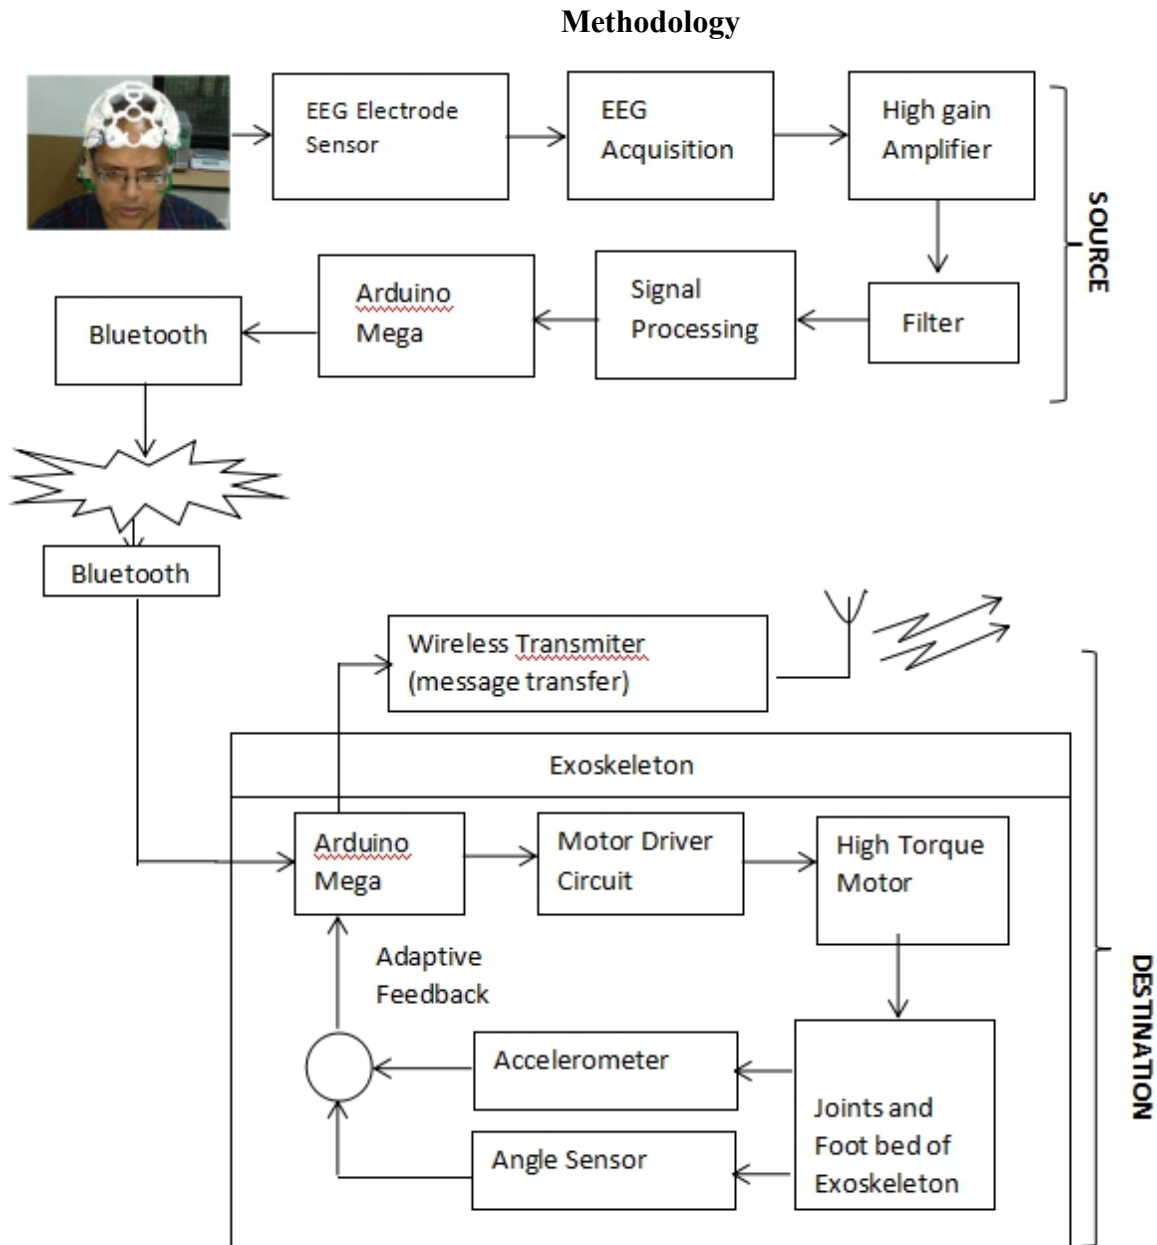 Methodology
EEG Electrode
Sensor
EEG
Acquisition
High gain
Amplifier
SOURCE
Bluetooth
Arduino
Mega
Signal
Processing
Filter
Bluetooth
Wireless Transmiter
(message transfer)
Exoskeleton
Arduino
Mega
Motor Driver
Circuit
High Torque
Motor
Adaptive
Feedback
DESTINATION
Accelerometer
Angle Sensor
Joints and
Foot bed of
Exoskeleton